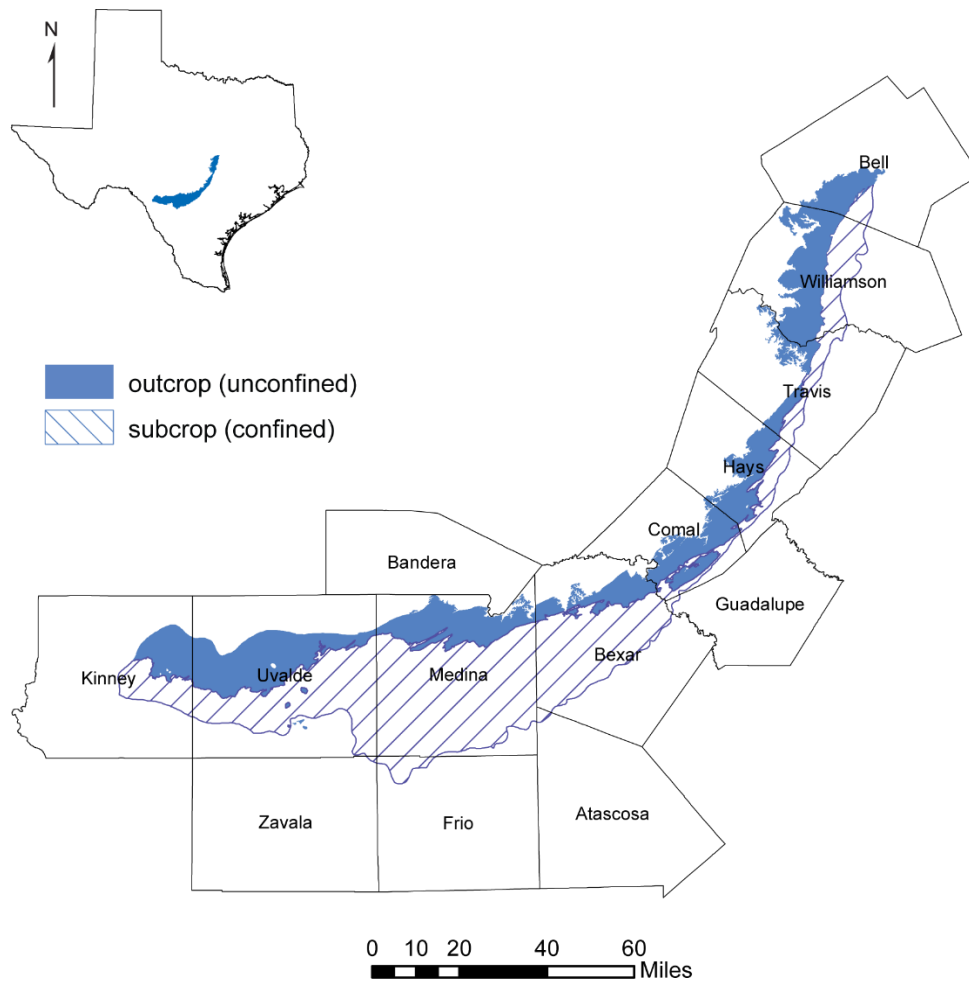 N
Bell
Williamson
outcrop (unconfined)
Travis
subcrop (confined)
Hays
Comal
Bandera
Guadalupe
Bexar
Kinney
Uvalde
Medina
Zavala
Frio
Atascosa
0 10 20 40 60
Miles